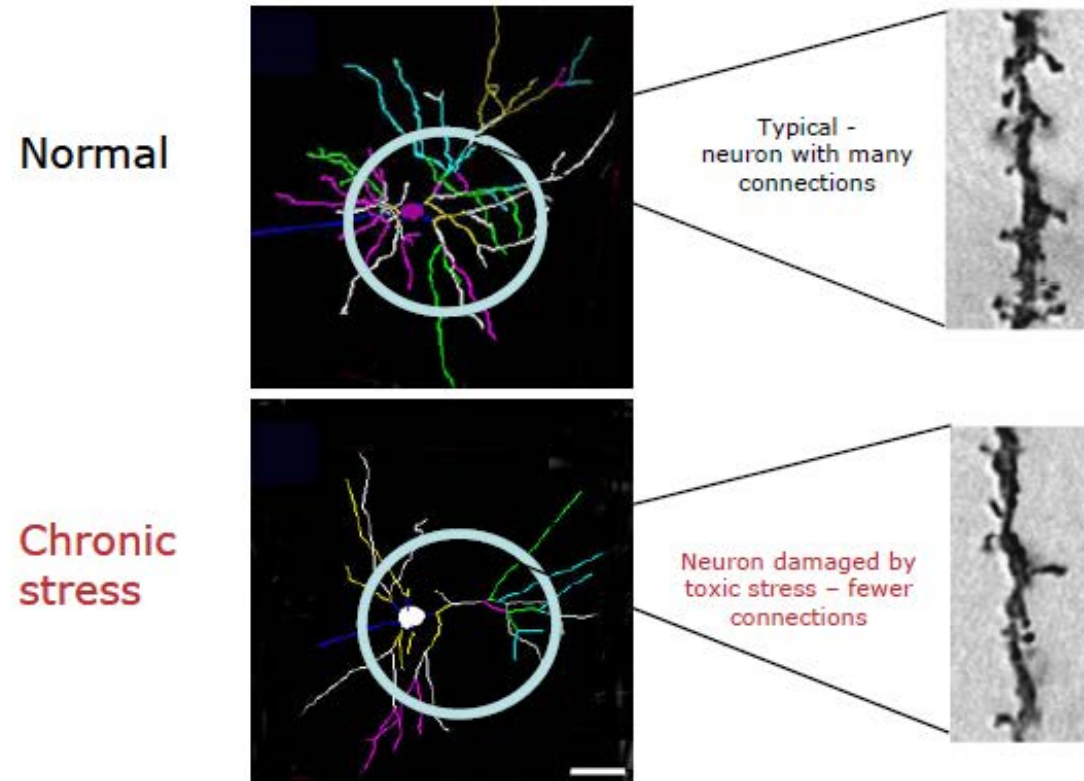 Normal
Typical -
neuron with many
connections
Chronic
stress
Neuron damaged by
toxic stress – fewer
connections